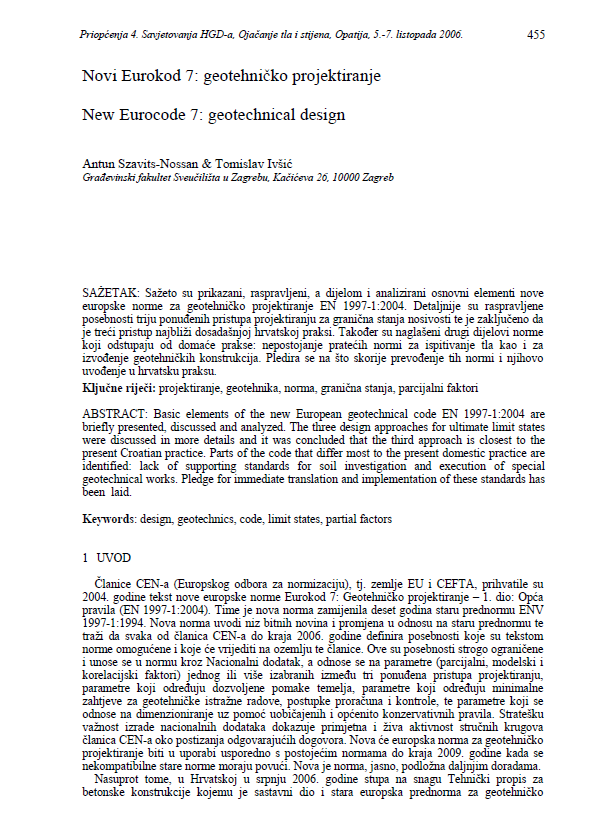 Priopćenja 4. Savjetovanja HGD-a, Ojačanje tla i stijena, Opatija, 5.-7. listopada 2006. 455
Novi Eurokod 7: geotehničko projektiranje
New Eurocode 7: geotechnical design
Antun Szavits-Nossan & Tomislav Ivšić
Građevinski fakultet Sveučilišta u Zagrebu, Kačićeva 26, 10000 Zagreb
SAŽETAK: Sažeto su prikazani, raspravljeni, a dijelom i analizirani osnovni elementi nove
europske norme za geotehničko projektiranje EN 1997-1:2004. Detaljnije su raspravljene
posebnosti triju ponuđenih pristupa projektiranju za granična stanja nosivosti te je zaključeno da
je treći pristup najbliži dosadašnjoj hrvatskoj praksi. Također su naglašeni drugi dijelovi norme
koji odstupaju od domaće prakse: nepostojanje pratećih normi za ispitivanje tla kao i za
izvođenje geotehničkih konstrukcija. Pledira se na što skorije prevođenje tih normi i njihovo
uvođenje u hrvatsku praksu.
Ključne riječi: projektiranje, geotehnika, norma, granična stanja, parcijalni faktori
ABSTRACT: Basic elements of the new European geotechnical code EN 1997-1:2004 are
briefly presented, discussed and analyzed. The three design approaches for ultimate limit states
were discussed in more details and it was concluded that the third approach is closest to the
present Croatian practice. Parts of the code that differ most to the present domestic practice are
identified: lack of supporting standards for soil investigation and execution of special
geotechnical works. Pledge for immediate translation and implementation of these standards has
been laid.
Keywords: design, geotechnics, code, limit states, partial factors
1 UVOD
Članice CEN-a (Europskog odbora za normizaciju), tj. zemlje EU i CEFTA, prihvatile su
2004. godine tekst nove europske norme Eurokod 7: Geotehničko projektiranje – 1. dio: Opća
pravila (EN 1997-1:2004). Time je nova norma zamijenila deset godina staru prednormu ENV
1997-1:1994. Nova norma uvodi niz bitnih novina i promjena u odnosu na staru prednormu te
traži da svaka od članica CEN-a do kraja 2006. godine definira posebnosti koje su tekstom
norme omogućene i koje će vrijediti na ozemlju te članice. Ove su posebnosti strogo ograničene
i unose se u normu kroz Nacionalni dodatak, a odnose se na parametre (parcijalni, modelski i
korelacijski faktori) jednog ili više izabranih između tri ponuđena pristupa projektiranju,
parametre koji određuju dozvoljene pomake temelja, parametre koji određuju minimalne
zahtjeve za geotehničke istražne radove, postupke proračuna i kontrole, te parametre koji se
odnose na dimenzioniranje uz pomoć uobičajenih i općenito konzervativnih pravila. Stratešku
važnost izrade nacionalnih dodataka dokazuje primjetna i živa aktivnost stručnih krugova
članica CEN-a oko postizanja odgovarajućih dogovora. Nova će europska norma za geotehničko
projektiranje biti u uporabi usporedno s postojećim normama do kraja 2009. godine kada se
nekompatibilne stare norme moraju povući. Nova je norma, jasno, podložna daljnjim doradama.
Nasuprot tome, u Hrvatskoj u srpnju 2006. godine stupa na snagu Tehnički propis za
betonske konstrukcije kojemu je sastavni dio i stara europska prednorma za geotehničko